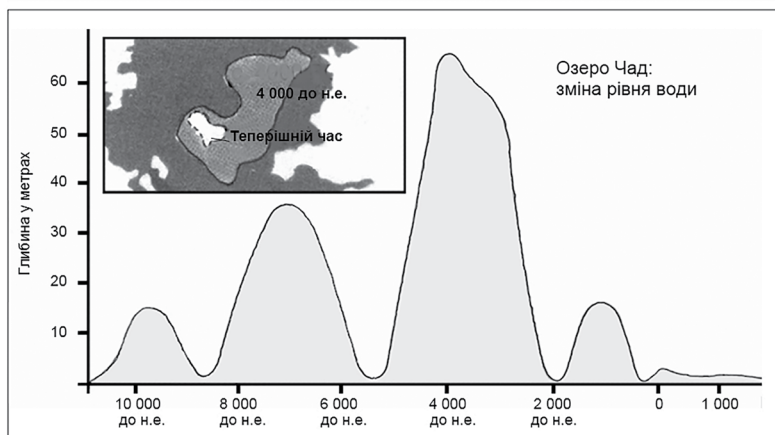 Озеро Чад:
зміна рівня води
4 000 до н.е.
Теперішній час
Глибина у метрах
60
50
40
30
20
10
10 000 8 000 6 000 4 000 2 000 0 1 000
до н.е. до н.е. до н.е. до н.е. до н.е.